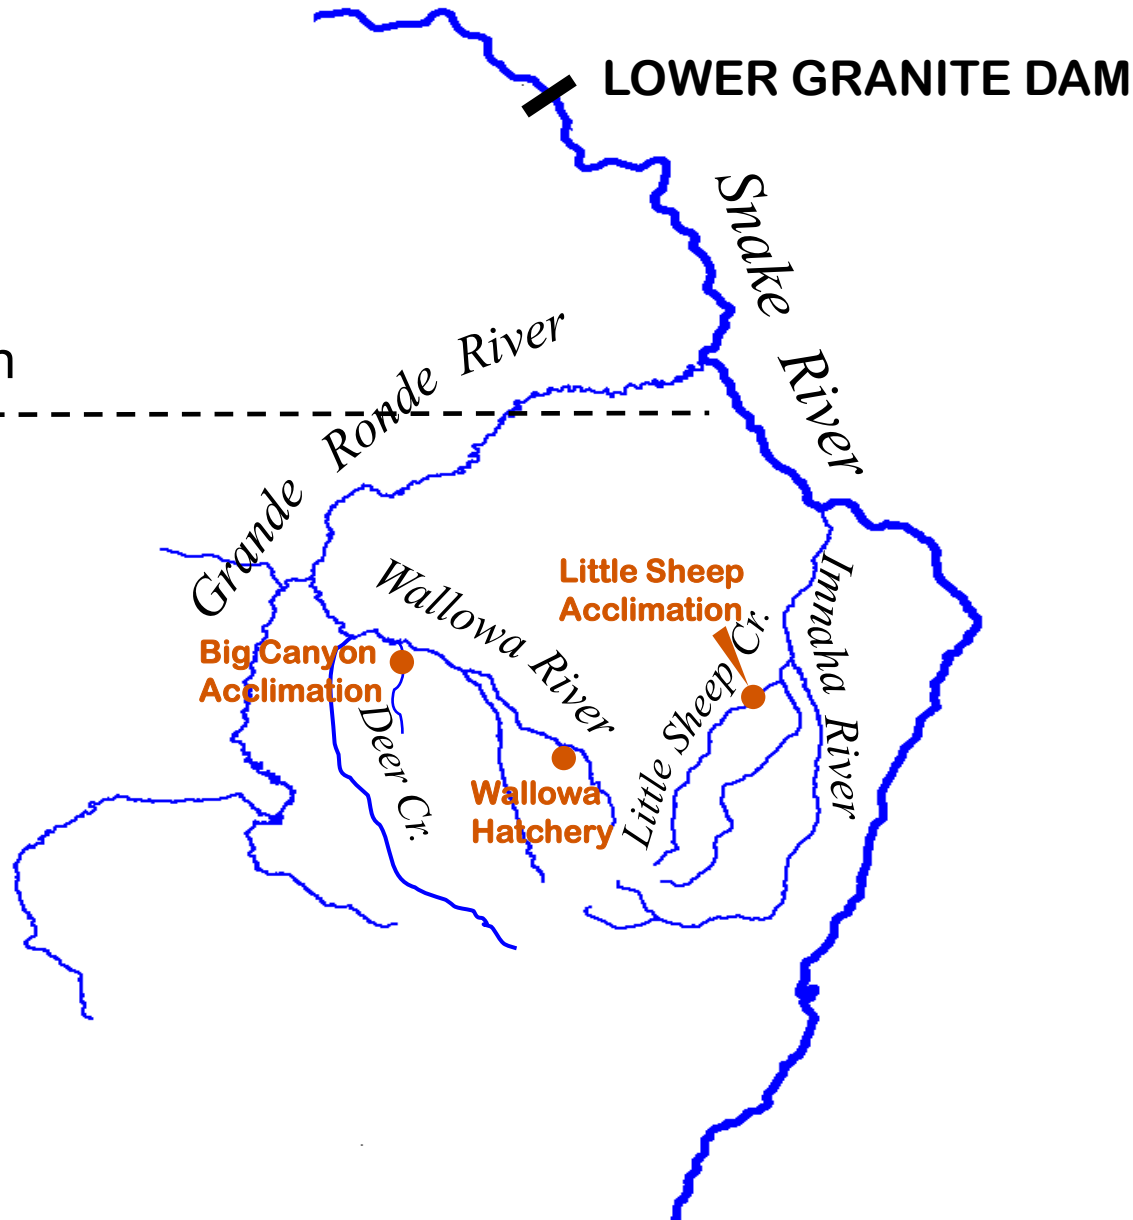 LOWER GRANITE DAM
Snake River
n
Grande Ronde River
Wallowa River
Little Sheep
Acclimation
Little Sheep Cr.
Imnaha River
Big Canyon
Acclimation
Deer Cr.
Wallowa
Hatchery